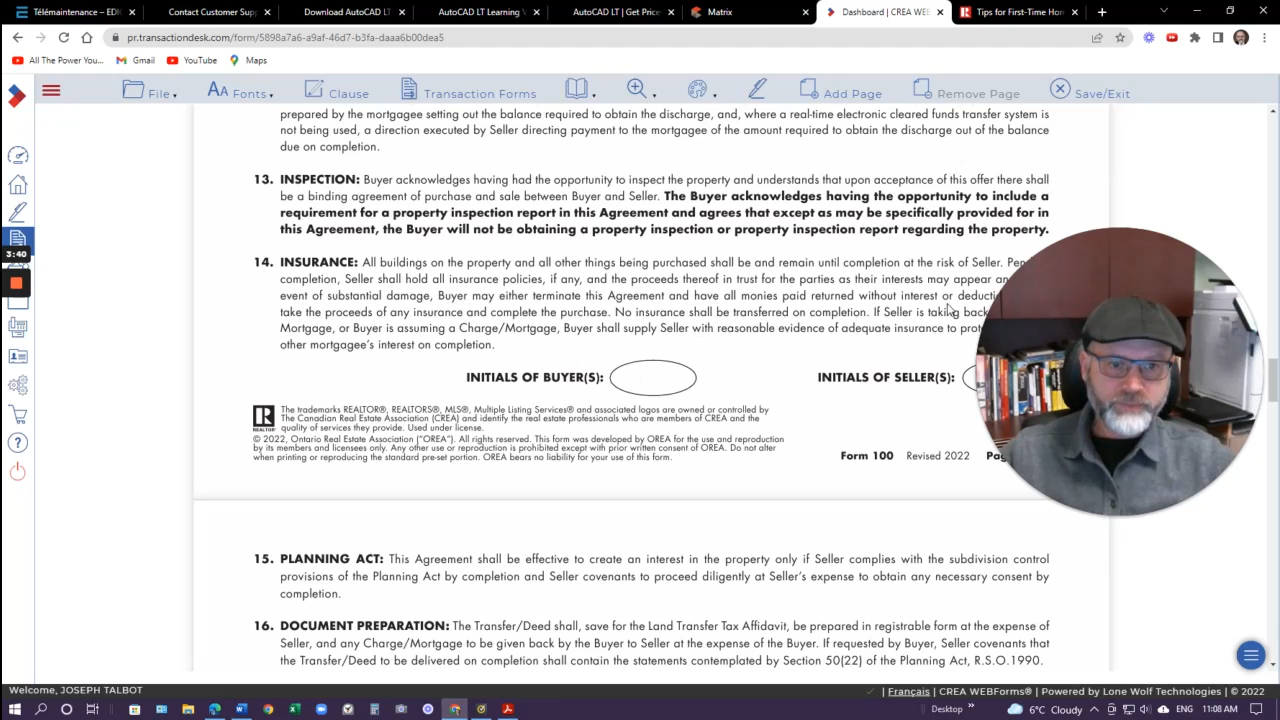 Télémaintenance – EDI
Contact Customer Sup
Download AutoCAD LT
AutoCAD LT Learning V
AutoCAD LT | Get Price
Matrix
Dashboard | CREA WEB
Tips for First-Time Hon
pr.transactiondesk.com/form/5898a7a6-a9af-46d7-b3fa-daaa6b00dea5
All The Power You...
Gmail
YouTube
Maps
File
Fonts
Clause
Transaction Forms
Add Page
Remove Page
Save/Exit
prepared by the mortgagee setting out the balance required to obtain the discharge, and, where a real-time electronic cleared funds transfer system is
not being used, a direction executed by Seller directing payment to the mortgagee of the amount required to obtain the discharge out of the balance
due on completion.
13. INSPECTION: Buyer acknowledges having had the opportunity to inspect the property and understands that upon acceptance of this offer there shall
be a binding agreement of purchase and sale between Buyer and Seller. The Buyer acknowledges having the opportunity to include a
requirement for a property inspection report in this Agreement and agrees that except as may be specifically provided for in
this Agreement, the Buyer will not be obtaining a property inspection or property inspection report regarding the property.
3:40
14. INSURANCE: All buildings on the property and all other things being purchased shall be and remain until completion at the risk of Seller. Pen
completion, Seller shall hold all insurance policies, if any, and the proceeds thereof in trust for the parties as their interests may appear an
event of substantial damage, Buyer may either terminate this Agreement and have all monies paid returned without interest or deducti
take the proceeds of any insurance and complete the purchase. No insurance shall be transferred on completion. If Seller is taking back
Mortgage, or Buyer is assuming a Charge/Mortgage, Buyer shall supply Seller with reasonable evidence of adequate insurance to prot
other mortgagee's interest on completion.
INITIALS OF BUYER(S):
INITIALS OF SELLER(S):
REALTOR
The trademarks REALTOR®, REALTORS®, MLS®, Multiple Listing Services® and associated logos are owned or controlled by
The Canadian Real Estate Association (CREA) and identify the real estate professionals who are members of CREA and the
quality of services they provide. Used under license.
© 2022, Ontario Real Estate Association ("OREA"). All rights reserved. This form was developed by OREA for the use and reproduction
by its members and licensees only. Any other use or reproduction is prohibited except with prior written consent of OREA. Do not alter
when printing or reproducing the standard pre-set portion. OREA bears no liability for your use of this form.
Form 100 Revised 2022 Pag
15. PLANNING ACT: This Agreement shall be effective to create an interest in the property only if Seller complies with the subdivision control
provisions of the Planning Act by completion and Seller covenants to proceed diligently at Seller's expense to obtain any necessary consent by
completion.
16. DOCUMENT PREPARATION: The Transfer/Deed shall, save for the Land Transfer Tax Affidavit, be prepared in registrable form at the expense of
Seller, and any Charge/Mortgage to be given back by the Buyer to Seller at the expense of the Buyer. If requested by Buyer, Seller covenants that
the Transfer/Deed to be delivered on completion shall contain the statements contemplated by Section 50(22) of the Planning Act, R.S.O.1990.
Welcome, JOSEPH TALBOT
| Français | CREA WEBForms® | Powered by Lone Wolf Technologies | © 2022
Desktop
6°C Cloudy
ENG
11:08 AM